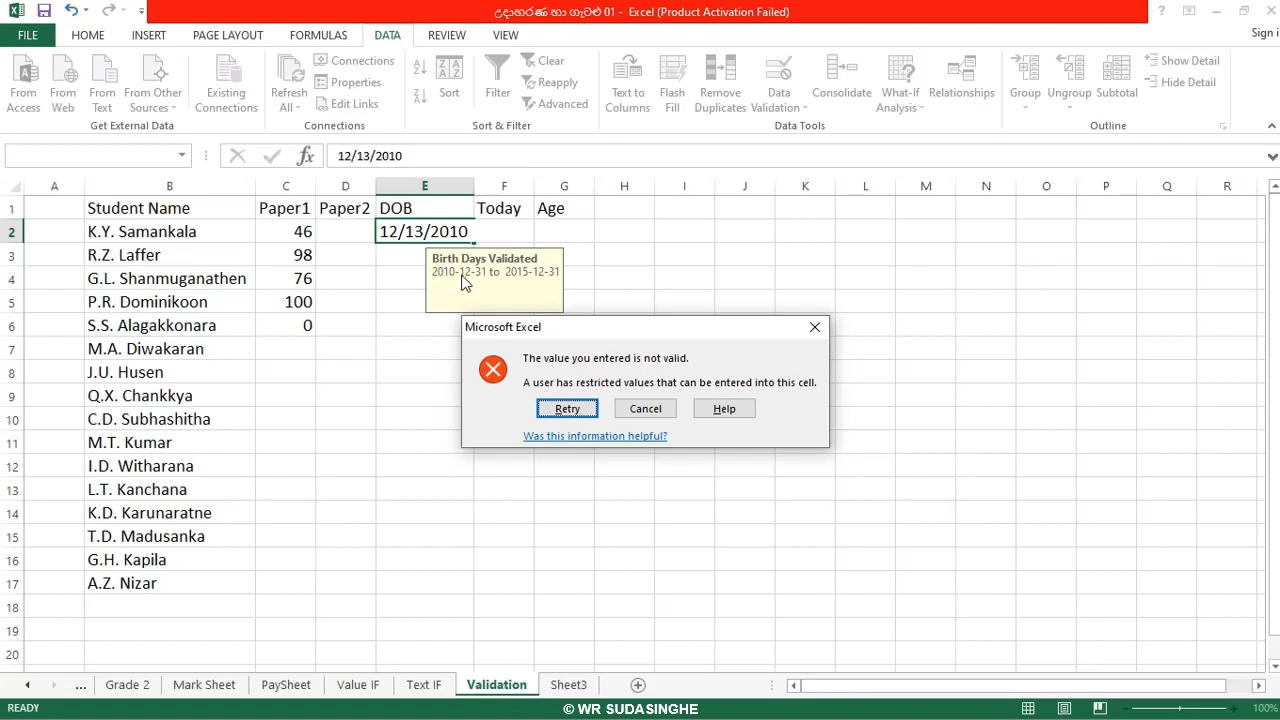 උදාහරණ හා ගැටළු 01 - Excel (Product Activation Failed)
FILE HOME INSERT PAGE LAYOUT FORMULAS DATA REVIEW VIEW Sign i
From Access
From Web
From Text
From Other Sources
Existing Connections
Get External Data
Refresh All
Connections
Properties
Edit Links
Connections
Sort
Filter
Clear
Reapply
Advanced
Sort & Filter
Text to Columns
Flash Fill
Remove Duplicates
Data Validation
Consolidate
What-If Analysis
Relationships
Data Tools
Group
Ungroup
Subtotal
Show Detail
Hide Detail
Outline
fx 12/13/2010
A B C D E F G H I J K L M N O P Q R
1 Student Name Paper1 Paper2 DOB Today Age
2 K.Y. Samankala 46 12/13/2010
3 R.Z. Laffer 98
4 G.L. Shanmuganathen 76
5 P.R. Dominikoon 100
6 S.S. Alagakkonara 0
7 M.A. Diwakaran
8 J.U. Husen
9 Q.X. Chankkya
10 C.D. Subhashitha
11 M.T. Kumar
12 I.D. Witharana
13 L.T. Kanchana
14 K.D. Karunaratne
15 T.D. Madusanka
16 G.H. Kapila
17 A.Z. Nizar
18
19
20
Birth Days Validated
2010-12-31 to 2015-12-31
Microsoft Excel
The value you entered is not valid.
A user has restricted values that can be entered into this cell.
Retry Cancel Help
Was this information helpful?
... Grade 2 Mark Sheet PaySheet Value IF Text IF Validation Sheet3
READY © WR SUDASINGHE 100%